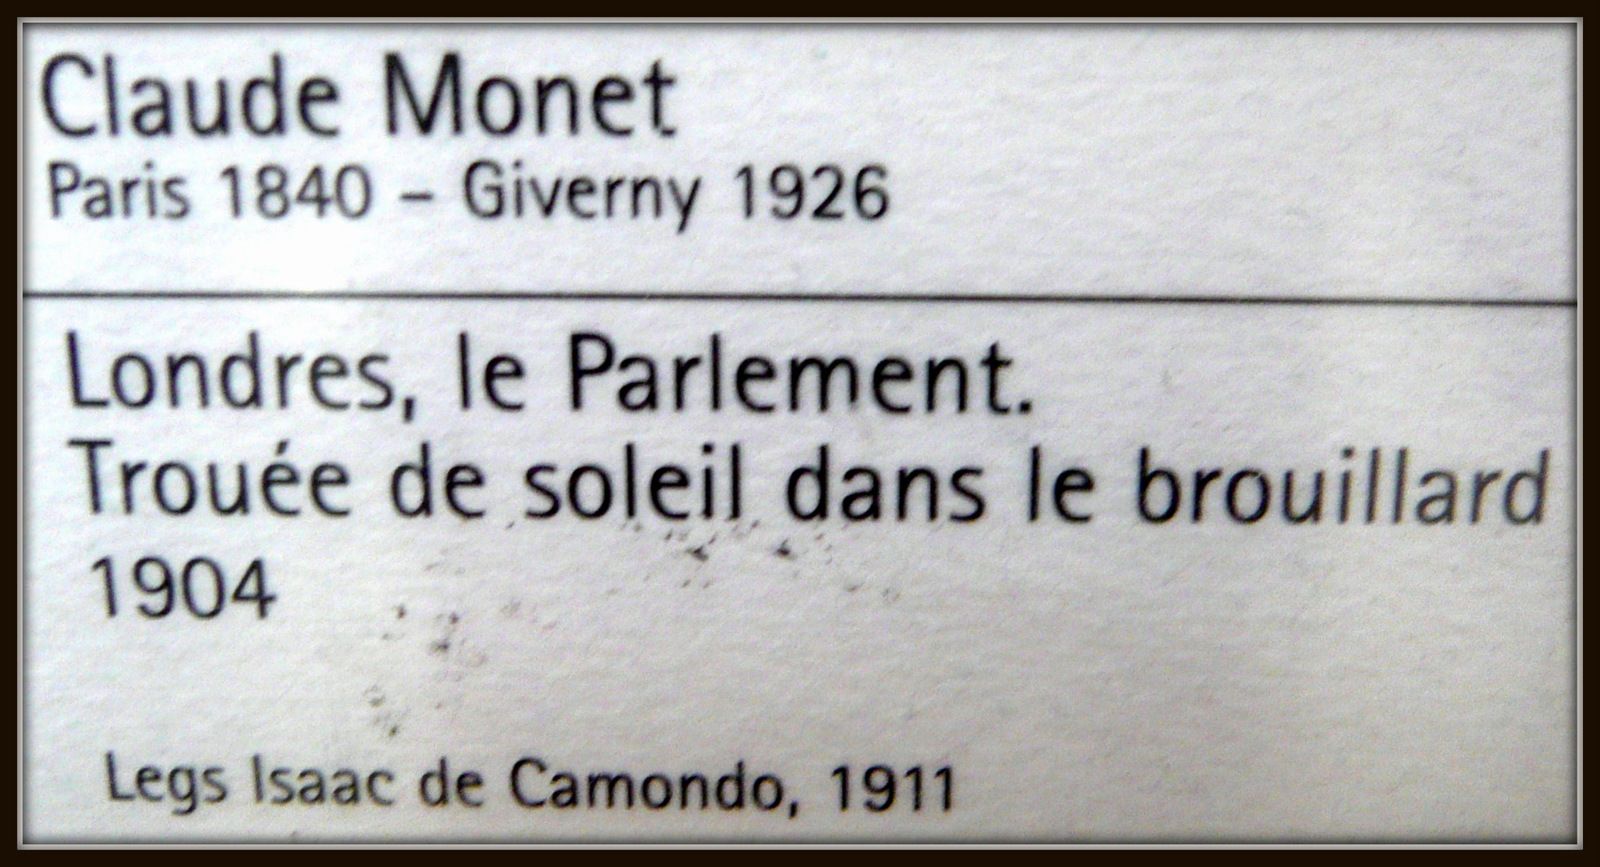 Claude Monet
Paris 1840 – Giverny 1926
Londres, le Parlement.
Trouée de soleil dans le brouillard
1904
Legs Isaac de Camondo, 1911